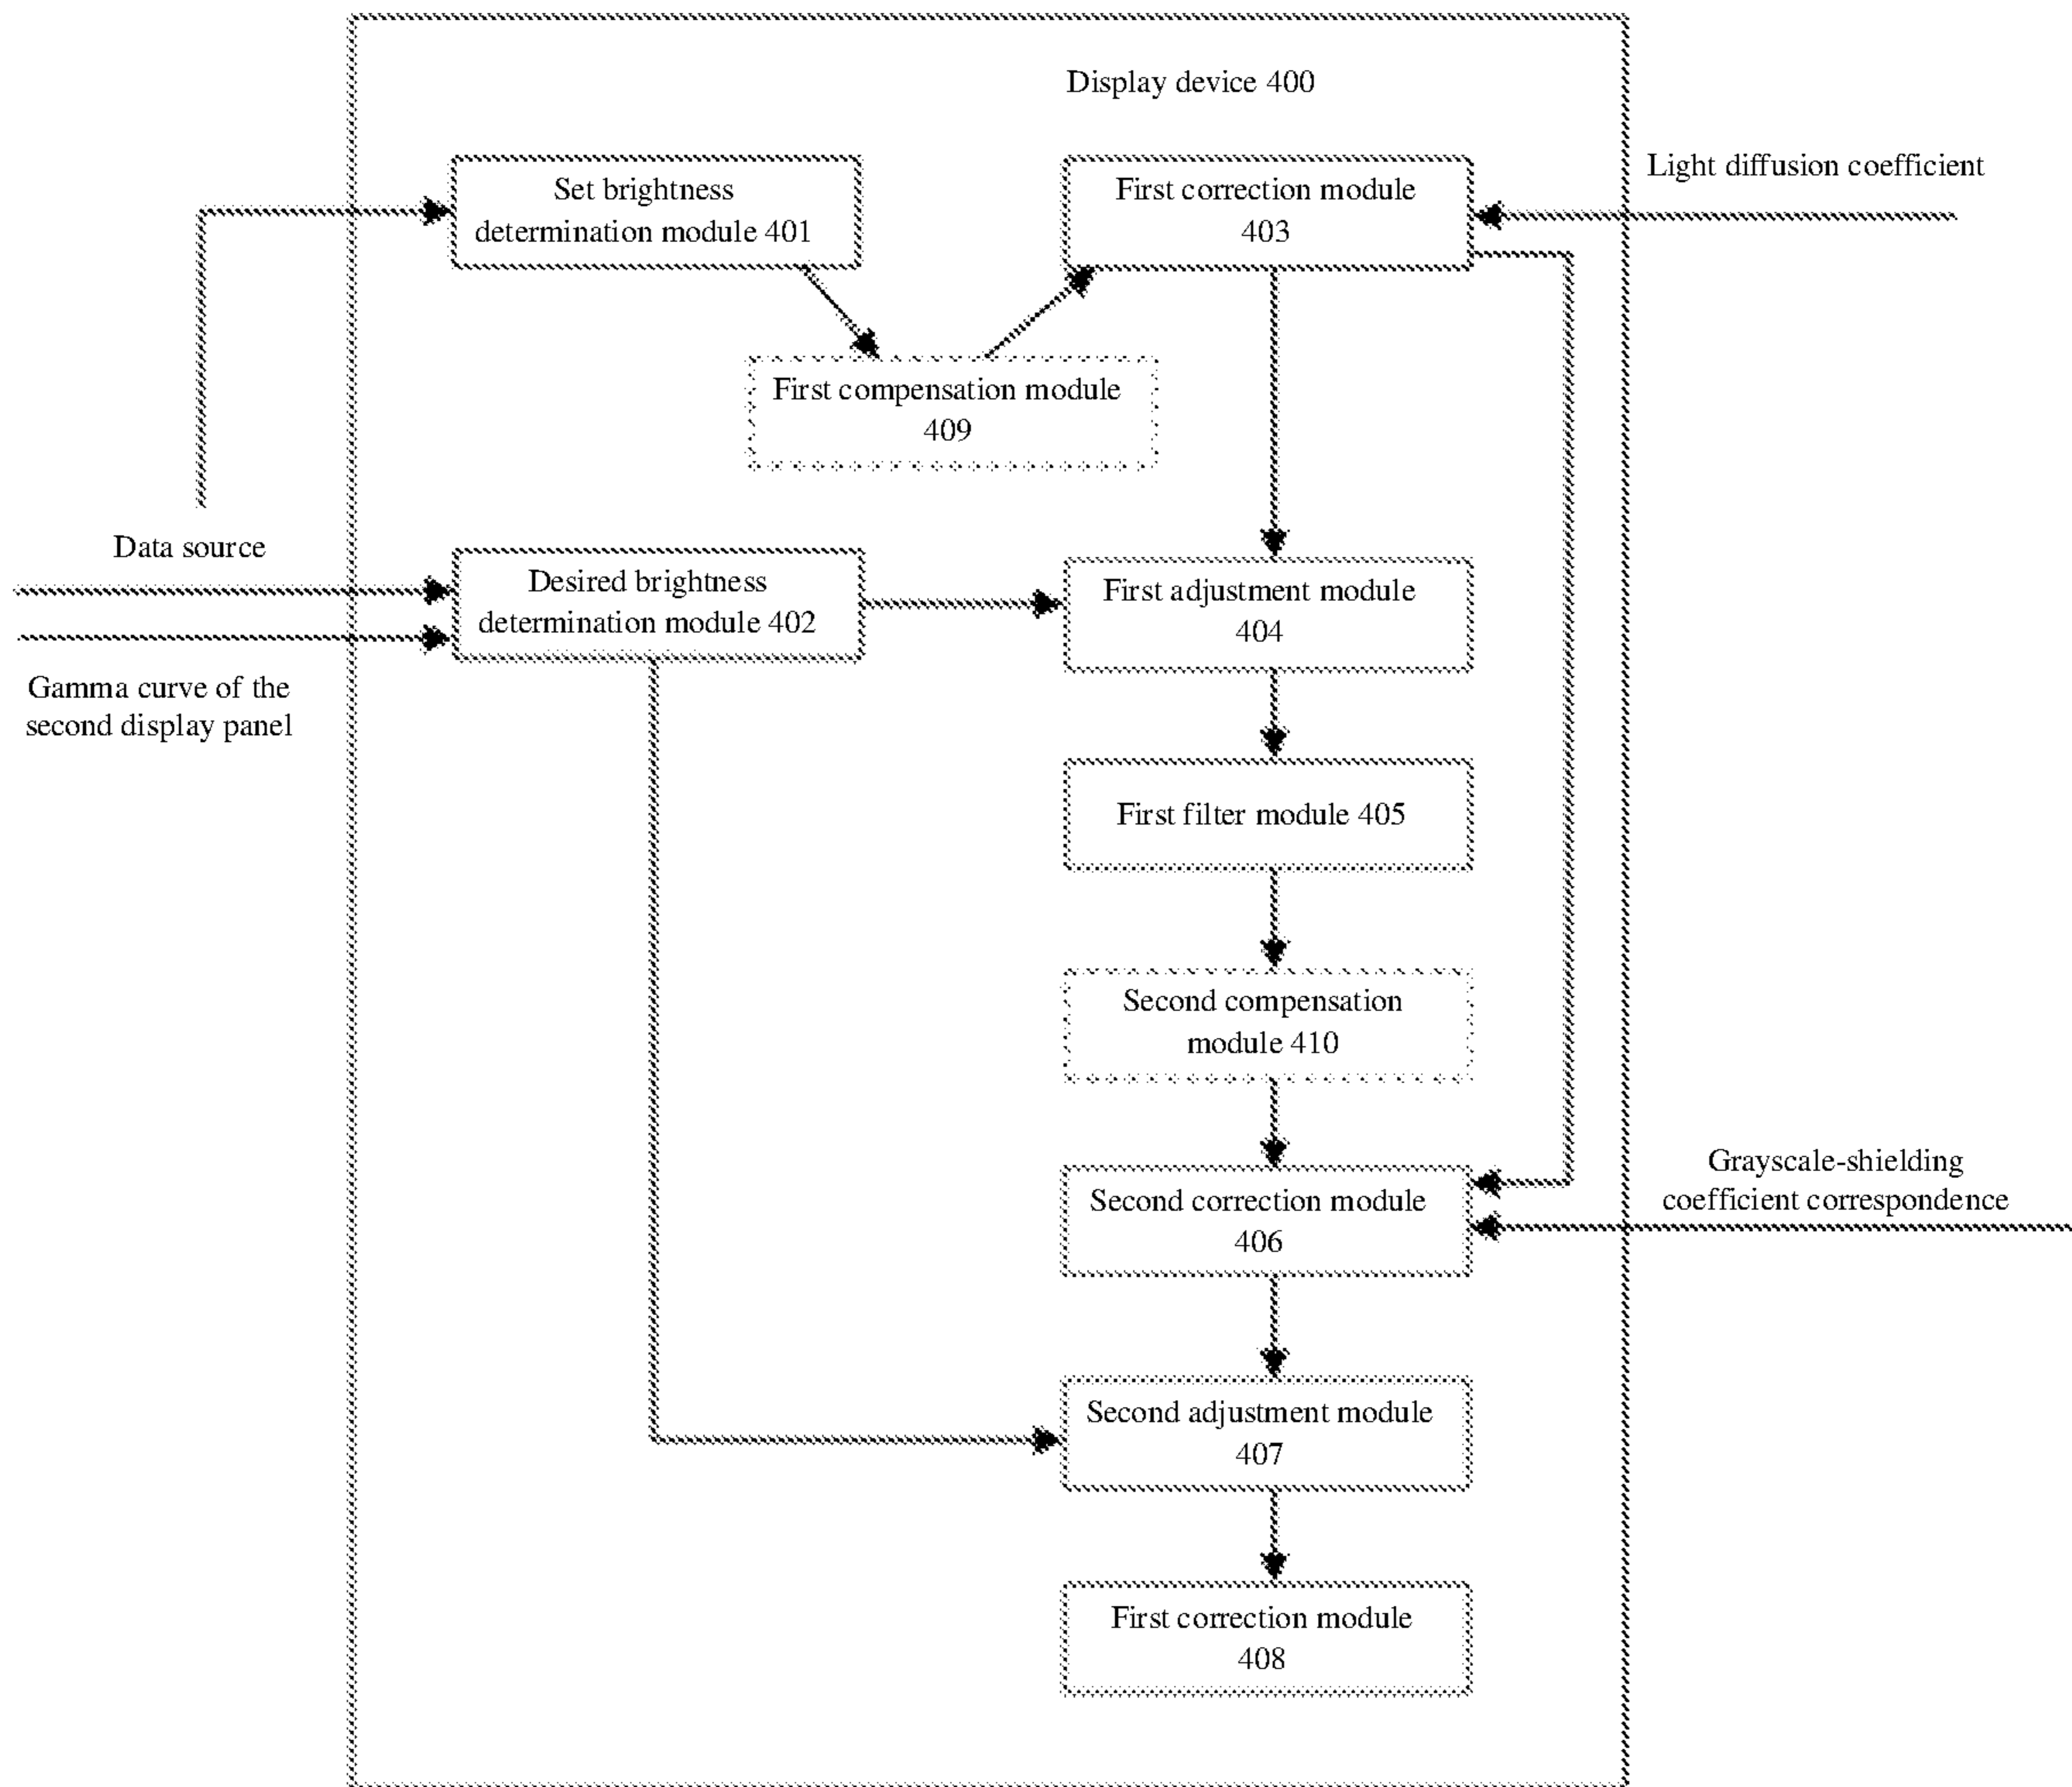 Display device 400
Light diffusion coefficient
Set brightness
determination module 401
First correction module
403
First compensation module
409
Data source
Desired brightness
determination module 402
First adjustment module
404
Gamma curve of the
second display panel
First filter module 405
Second compensation
module 410
Grayscale-shielding
coefficient correspondence
Second correction module
406
Second adjustment module
407
First correction module
408